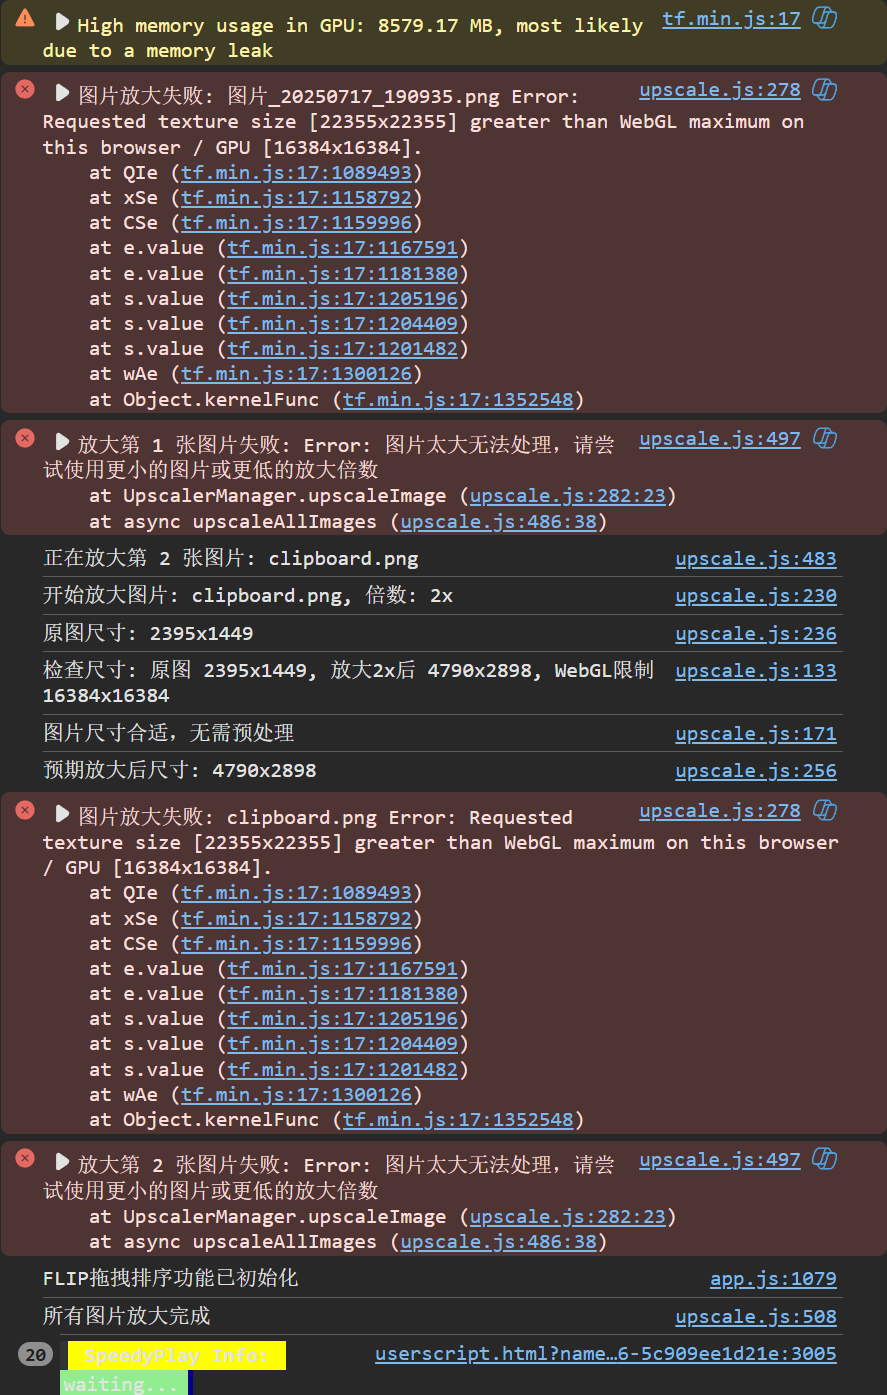 High memory usage in GPU: 8579.17 MB, most likely tf.min.js:17
due to a memory leak
图片放大失败: 图片_20250717_190935.png Error: upscale.js:278
Requested texture size [22355x22355] greater than WebGL maximum on
this browser / GPU [16384x16384].
at QIe (tf.min.js:17:1089493)
at xSe (tf.min.js:17:1158792)
at CSe (tf.min.js:17:1159996)
at e.value (tf.min.js:17:1167591)
at e.value (tf.min.js:17:1181380)
at s.value (tf.min.js:17:1205196)
at s.value (tf.min.js:17:1204409)
at s.value (tf.min.js:17:1201482)
at wAe (tf.min.js:17:1300126)
at Object.kernelFunc (tf.min.js:17:1352548)
放大第 1 张图片失败: Error: 图片太大无法处理，请尝 upscale.js:497
试使用更小的图片或更低的放大倍数
at UpscalerManager.upscaleImage (upscale.js:282:23)
at async upscaleAllImages (upscale.js:486:38)
正在放大第 2 张图片: clipboard.png upscale.js:483
开始放大图片: clipboard.png, 倍数: 2x upscale.js:230
原图尺寸: 2395x1449 upscale.js:236
检查尺寸: 原图 2395x1449, 放大2x后 4790x2898, WebGL限制 upscale.js:133
16384x16384
图片尺寸合适，无需预处理 upscale.js:171
预期放大后尺寸: 4790x2898 upscale.js:256
图片放大失败: clipboard.png Error: Requested upscale.js:278
texture size [22355x22355] greater than WebGL maximum on this browser
/ GPU [16384x16384].
at QIe (tf.min.js:17:1089493)
at xSe (tf.min.js:17:1158792)
at CSe (tf.min.js:17:1159996)
at e.value (tf.min.js:17:1167591)
at e.value (tf.min.js:17:1181380)
at s.value (tf.min.js:17:1205196)
at s.value (tf.min.js:17:1204409)
at s.value (tf.min.js:17:1201482)
at wAe (tf.min.js:17:1300126)
at Object.kernelFunc (tf.min.js:17:1352548)
放大第 2 张图片失败: Error: 图片太大无法处理，请尝 upscale.js:497
试使用更小的图片或更低的放大倍数
at UpscalerManager.upscaleImage (upscale.js:282:23)
at async upscaleAllImages (upscale.js:486:38)
FLIP拖拽排序功能已初始化 app.js:1079
所有图片放大完成 upscale.js:508
20 SpeedyPlay Info: userscript.html?name…6-5c909ee1d21e:3005
waiting...